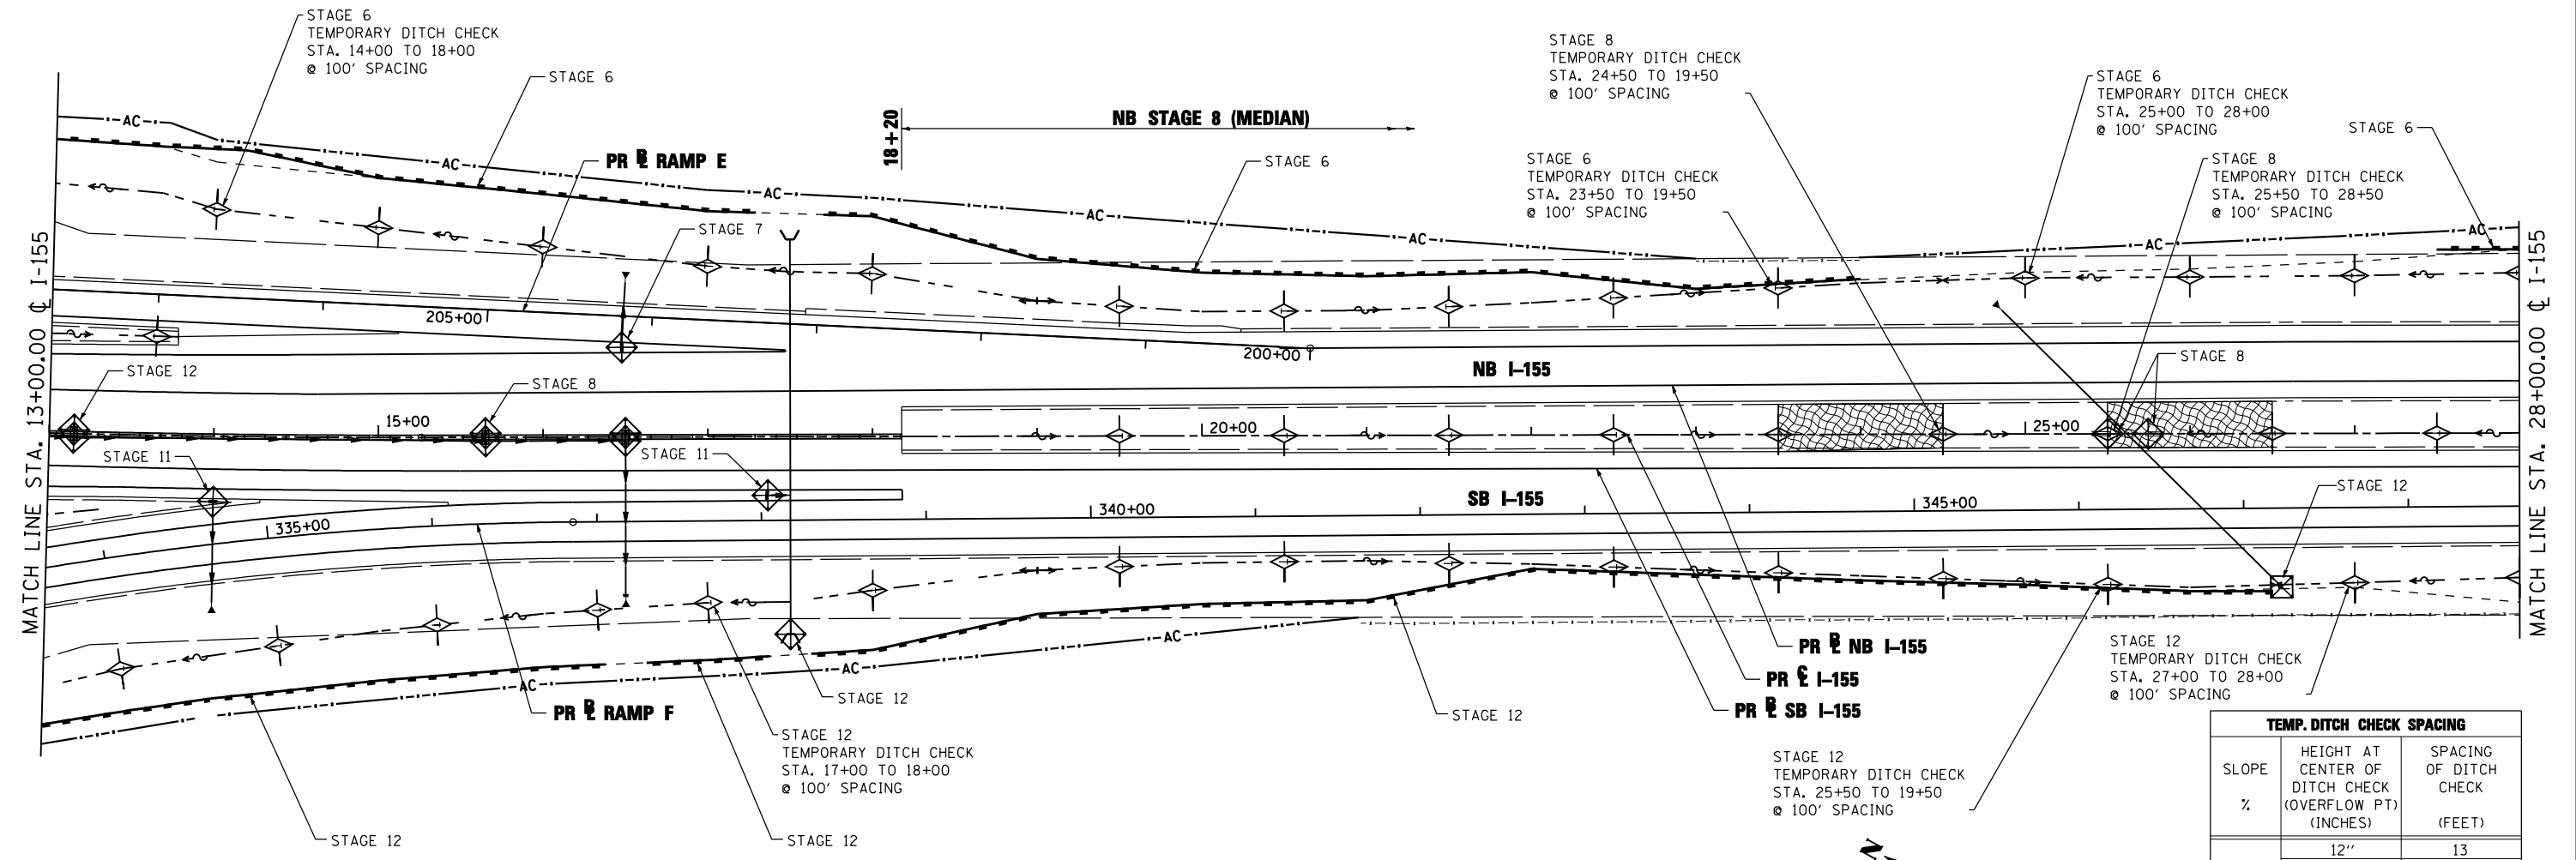 STAGE 6
TEMPORARY DITCH CHECK
STA. 14+00 TO 18+00
@ 100' SPACING
STAGE 6
STAGE 8
TEMPORARY DITCH CHECK
STA. 24+50 TO 19+50
@ 100' SPACING
STAGE 6
TEMPORARY DITCH CHECK
STA. 25+00 TO 28+00
@ 100' SPACING
STAGE 6
18+20
NB STAGE 8 (MEDIAN)
AC
AC
AC
AC
AC
AC
AC
PR ⅊ RAMP E
STAGE 6
STAGE 6
TEMPORARY DITCH CHECK
STA. 23+50 TO 19+50
@ 100' SPACING
STAGE 8
TEMPORARY DITCH CHECK
STA. 25+50 TO 28+50
@ 100' SPACING
STAGE 7
MATCH LINE STA. 13+00.00 ℄ I-155
MATCH LINE STA. 28+00.00 ℄ I-155
205+00
200+00
STAGE 12
STAGE 8
NB I-155
STAGE 8
15+00
20+00
25+00
STAGE 11
STAGE 11
SB I-155
STAGE 12
335+00
340+00
345+00
AC
AC
AC
PR ⅊ RAMP F
STAGE 12
STAGE 12
PR ⅊ NB I-155
PR ℄ I-155
PR ⅊ SB I-155
STAGE 12
TEMPORARY DITCH CHECK
STA. 27+00 TO 28+00
@ 100' SPACING
STAGE 12
TEMPORARY DITCH CHECK
STA. 17+00 TO 18+00
@ 100' SPACING
STAGE 12
TEMPORARY DITCH CHECK
STA. 25+50 TO 19+50
@ 100' SPACING
STAGE 12
STAGE 12
N
TEMP. DITCH CHECK SPACING
SLOPE
%
HEIGHT AT
CENTER OF
DITCH CHECK
(OVERFLOW PT)
(INCHES)
SPACING
OF DITCH
CHECK
(FEET)
12''
13